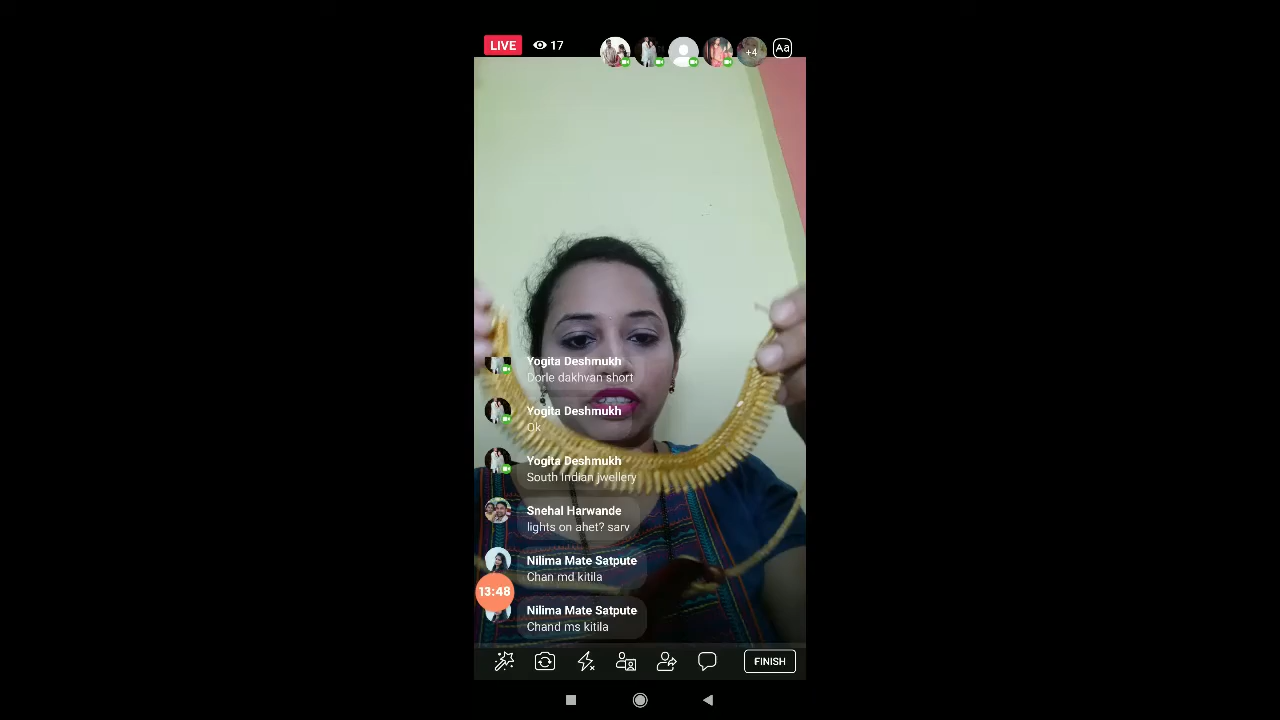 LIVE 17
+4
Aa
Yogita Deshmukh
Dorle dakhvan short
Yogita Deshmukh
Ok
Yogita Deshmukh
South Indian jwellery
Snehal Harwande
lights on ahet? sarv
Nilima Mate Satpute
Chan md kitila
13:48
Nilima Mate Satpute
Chand ms kitila
FINISH